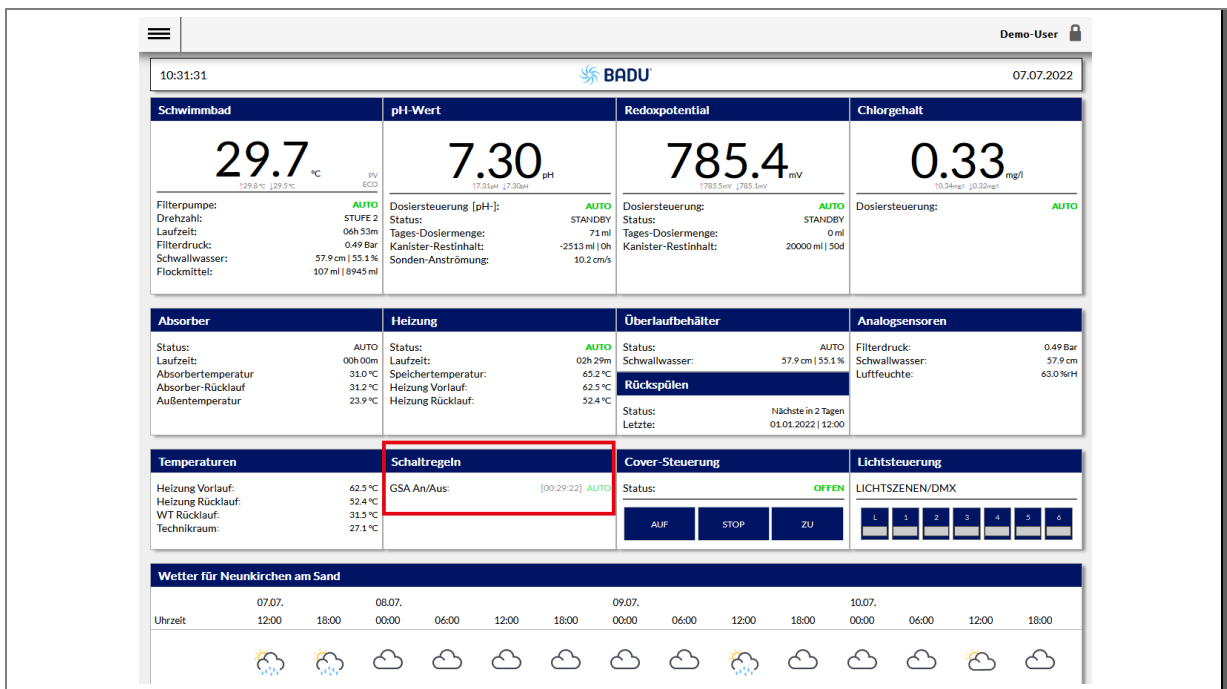 Demo-User
10:31:31 BADU 07.07.2022
Schwimmbad
29.7 °C
PV
↑29.8 °C ↓29.5 °C ECO
Filterpumpe: AUTO
Drehzahl: STUFE 2
Laufzeit: 06h 53m
Filterdruck: 0.49 Bar
Schwallwasser: 57.9 cm | 55.1 %
Flockmittel: 107 ml | 8945 ml
pH-Wert
7.30 pH
↑7.31pH ↓7.30pH
Dosiersteuerung [pH-]: AUTO
Status: STANDBY
Tages-Dosiermenge: 71 ml
Kanister-Restinhalt: -2513 ml | 0h
Sonden-Anströmung: 10.2 cm/s
Redoxpotential
785.4 mV
↑785.5mV ↓785.1mV
Dosiersteuerung: AUTO
Status: STANDBY
Tages-Dosiermenge: 0 ml
Kanister-Restinhalt: 20000 ml | 50d
Chlorgehalt
0.33 mg/l
↑0.34mg/l ↓0.32mg/l
Dosiersteuerung: AUTO
Absorber
Status: AUTO
Laufzeit: 00h 00m
Absorbertemperatur 31.0 °C
Absorber-Rücklauf 31.2 °C
Außentemperatur 23.9 °C
Heizung
Status: AUTO
Laufzeit: 02h 29m
Speichertemperatur: 65.2 °C
Heizung Vorlauf: 62.5 °C
Heizung Rücklauf: 52.4 °C
Überlaufbehälter
Status: AUTO
Schwallwasser: 57.9 cm | 55.1 %
Rückspülen
Status: Nächste in 2 Tagen
Letzte: 01.01.2022 | 12:00
Analogsensoren
Filterdruck: 0.49 Bar
Schwallwasser: 57.9 cm
Luftfeuchte: 63.0 %rH
Temperaturen
Heizung Vorlauf: 62.5 °C
Heizung Rücklauf: 52.4 °C
WT Rücklauf: 31.5 °C
Technikraum: 27.1 °C
Schaltregeln
GSA An/Aus: [00:29:22] AUTO
Cover-Steuerung
Status: OFFEN
AUF STOP ZU
Lichtsteuerung
LICHTSZENEN/DMX
L 1 2 3 4 5 6
Wetter für Neunkirchen am Sand
07.07. 08.07. 09.07. 10.07.
Uhrzeit 12:00 18:00 00:00 06:00 12:00 18:00 00:00 06:00 12:00 18:00 00:00 06:00 12:00 18:00